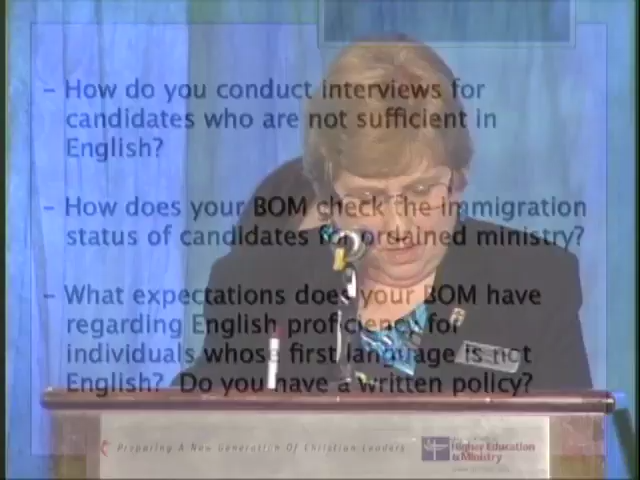 - How do you conduct interviews for
candidates who are not sufficient in
English?
- How does your BOM check the immigration
status of candidates for ordained ministry?
- What expectations does your BOM have
regarding English proficiency for
individuals whose first language is not
English? Do you have a written policy?
Preparing A New Generation Of Christian Leaders
Higher Education
& Ministry